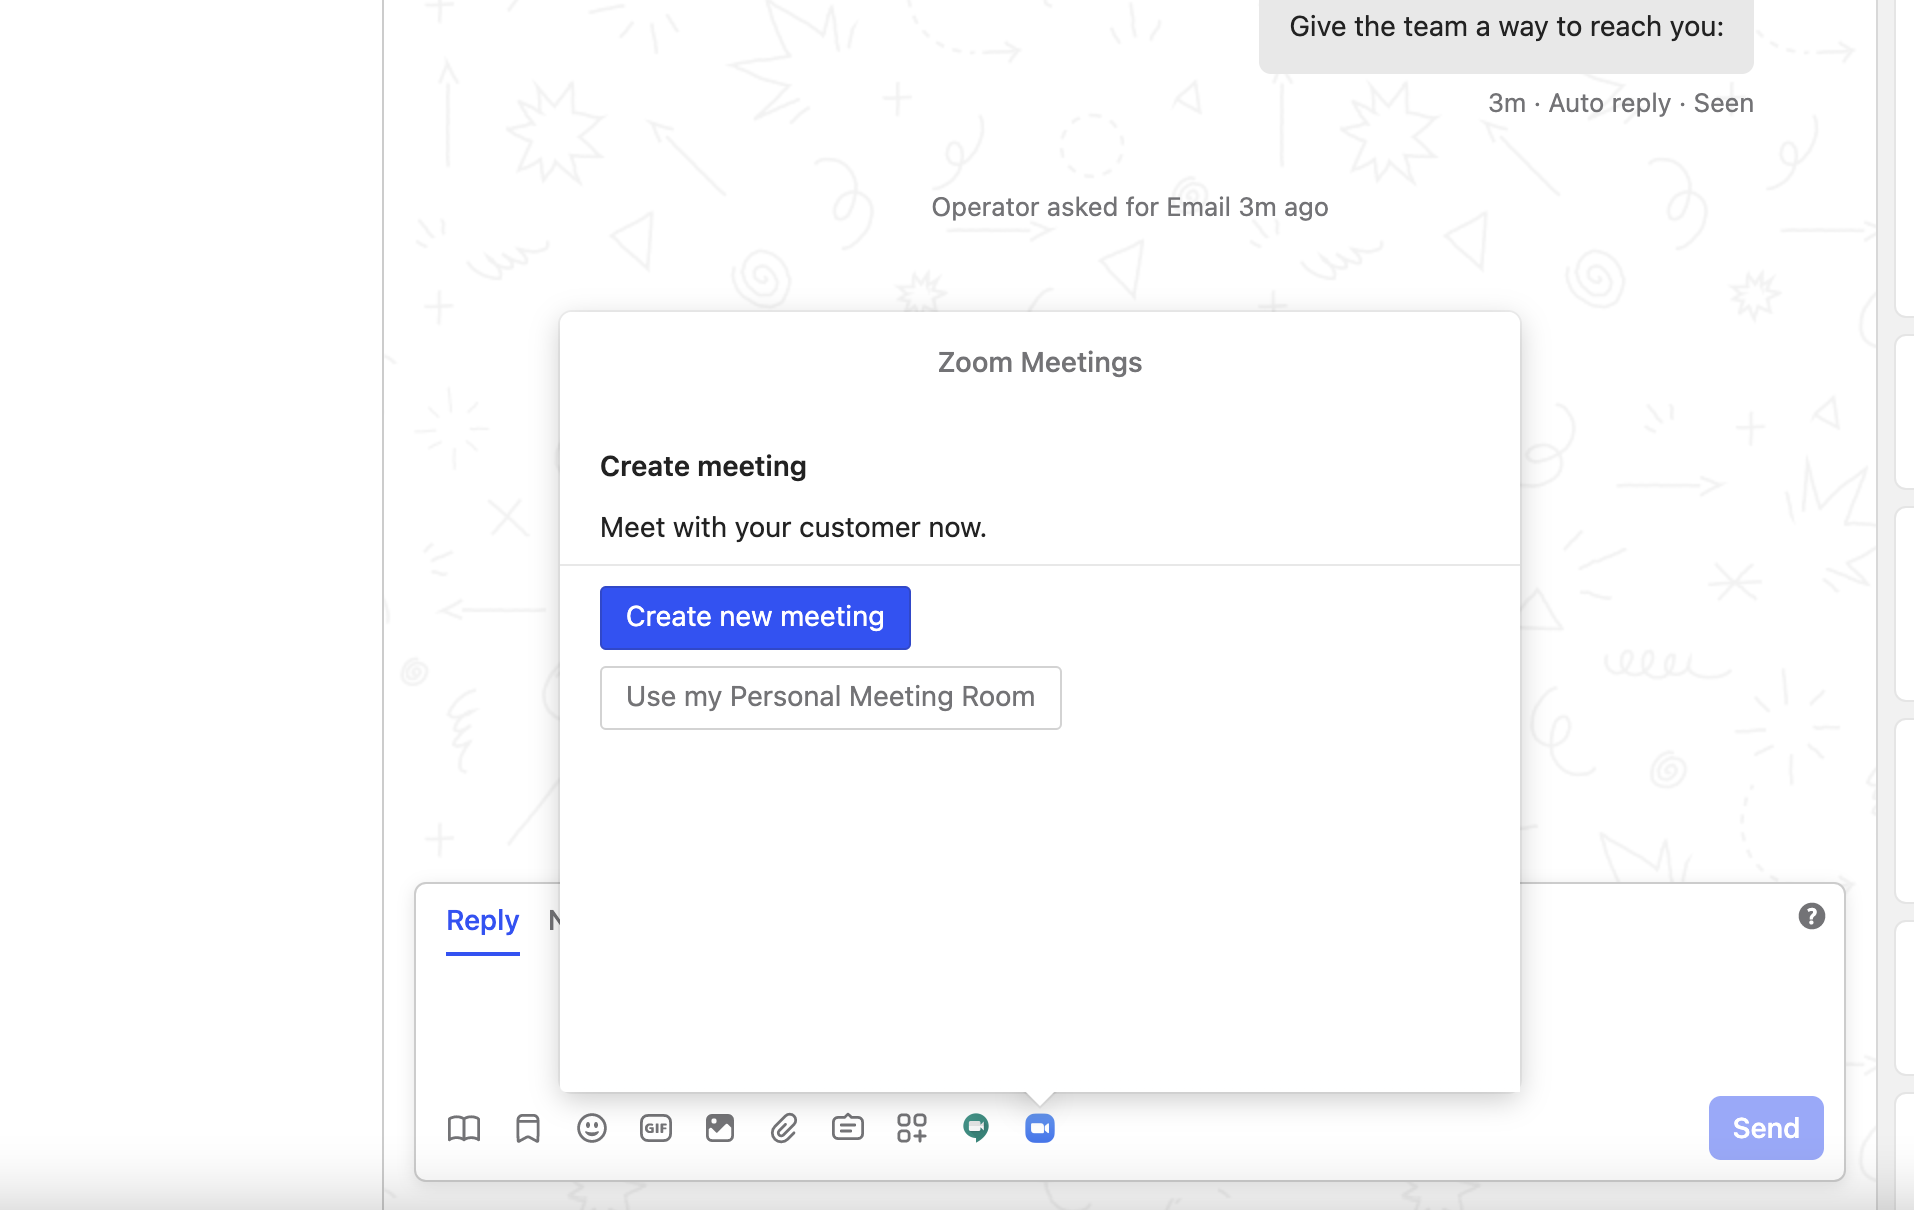 Give the team a way to reach you:
3m · Auto reply · Seen
Operator asked for Email 3m ago
Zoom Meetings
Create meeting
Meet with your customer now.
Create new meeting
Use my Personal Meeting Room
Reply
GIF
Send